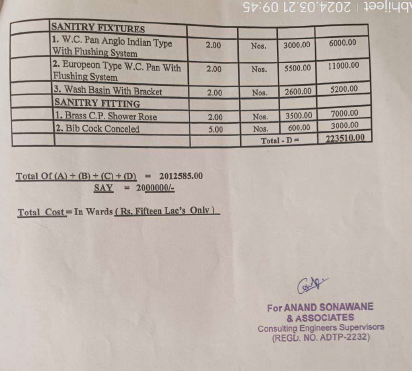 Abhijeet | 2024.05.21 09:45
SANITRY FIXTURES
1. W.C. Pan Anglo Indian Type With Flushing System 2.00 Nos. 3000.00 6000.00
2. Europeon Type W.C. Pan With Flushing System 2.00 Nos. 5500.00 11000.00
3. Wash Basin With Bracket 2.00 Nos. 2600.00 5200.00
SANITRY FITTING
1. Brass C.P. Shower Rose 2.00 Nos. 3500.00 7000.00
2. Bib Cock Conceled 5.00 Nos. 600.00 3000.00
Total - D = 223510.00
Total Of (A) + (B) + (C) + (D) = 2012585.00
SAY = 2000000/-
Total Cost= In Wards ( Rs. Fifteen Lac's Only )
For ANAND SONAWANE
& ASSOCIATES
Consulting Engineers Supervisors
(REGD. NO. ADTP-2232)